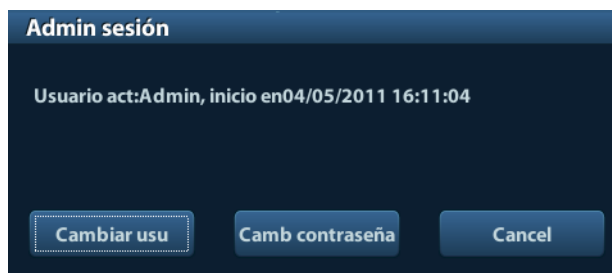 Admin sesión
Usuario act:Admin, inicio en04/05/2011 16:11:04
Cambiar usu
Camb contraseña
Cancel